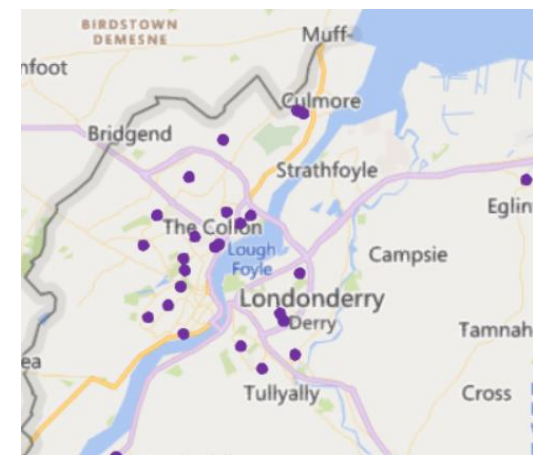 BIRDSTOWN
DEMESNE
Muff
nfoot
Culmore
Bridgend
Strathfoyle
Eglin
The Collon
Lough
Foyle
Campsie
Londonderry
Derry
Tamnah
ea
Tullyally
Cross